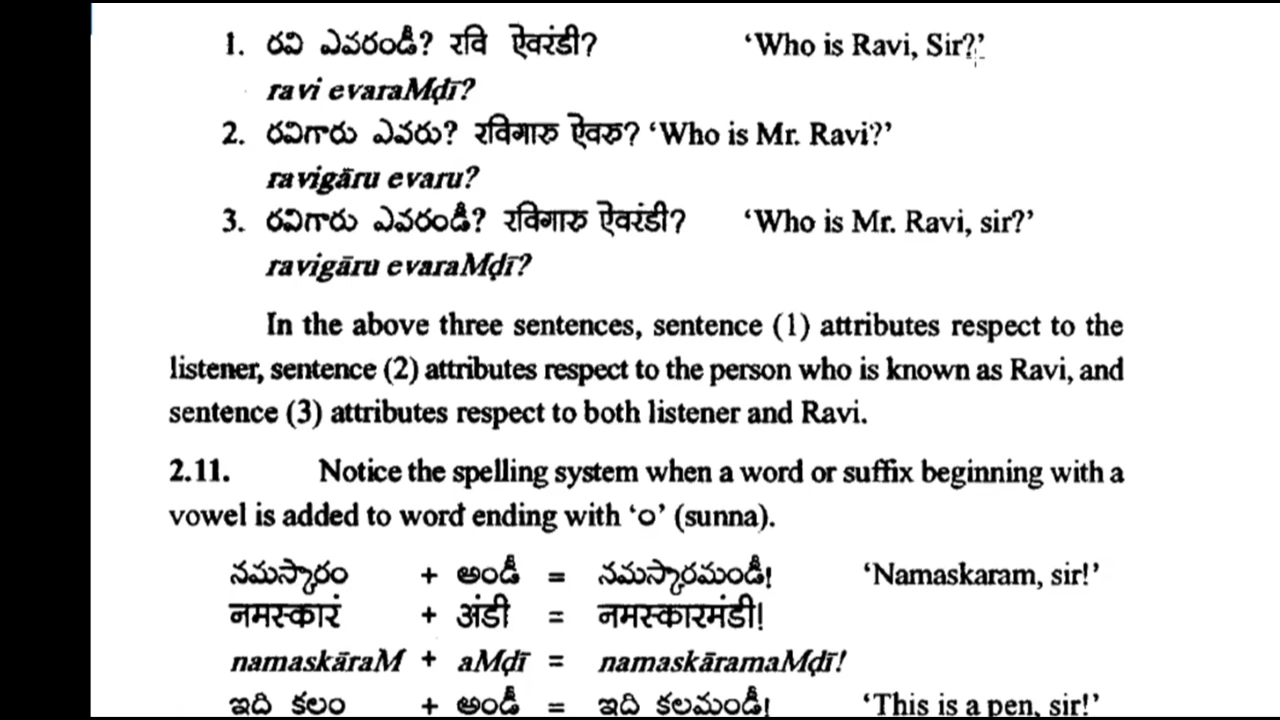 1. రవి ఎవరండీ? रवि ऐवरंडी? ‘Who is Ravi, Sir?’
ravi evaraMḍī?
2. రవిగారు ఎవరు? रविगारु ऐवरु? ‘Who is Mr. Ravi?’
ravigāru evaru?
3. రవిగారు ఎవరండీ? रविगारु ऐवरंडी? ‘Who is Mr. Ravi, sir?’
ravigāru evaraMḍī?
In the above three sentences, sentence (1) attributes respect to the
listener, sentence (2) attributes respect to the person who is known as Ravi, and
sentence (3) attributes respect to both listener and Ravi.
2.11. Notice the spelling system when a word or suffix beginning with a
vowel is added to word ending with ‘ం’ (sunna).
నమస్కారం + అండీ = నమస్కారమండీ! ‘Namaskaram, sir!’
नमस्कारं + अंडी = नमस्कारमंडी!
namaskāraM + aMḍī = namaskāramaMḍī!
ఇది కలం + అండీ = ఇది కలమండీ! ‘This is a pen, sir!’